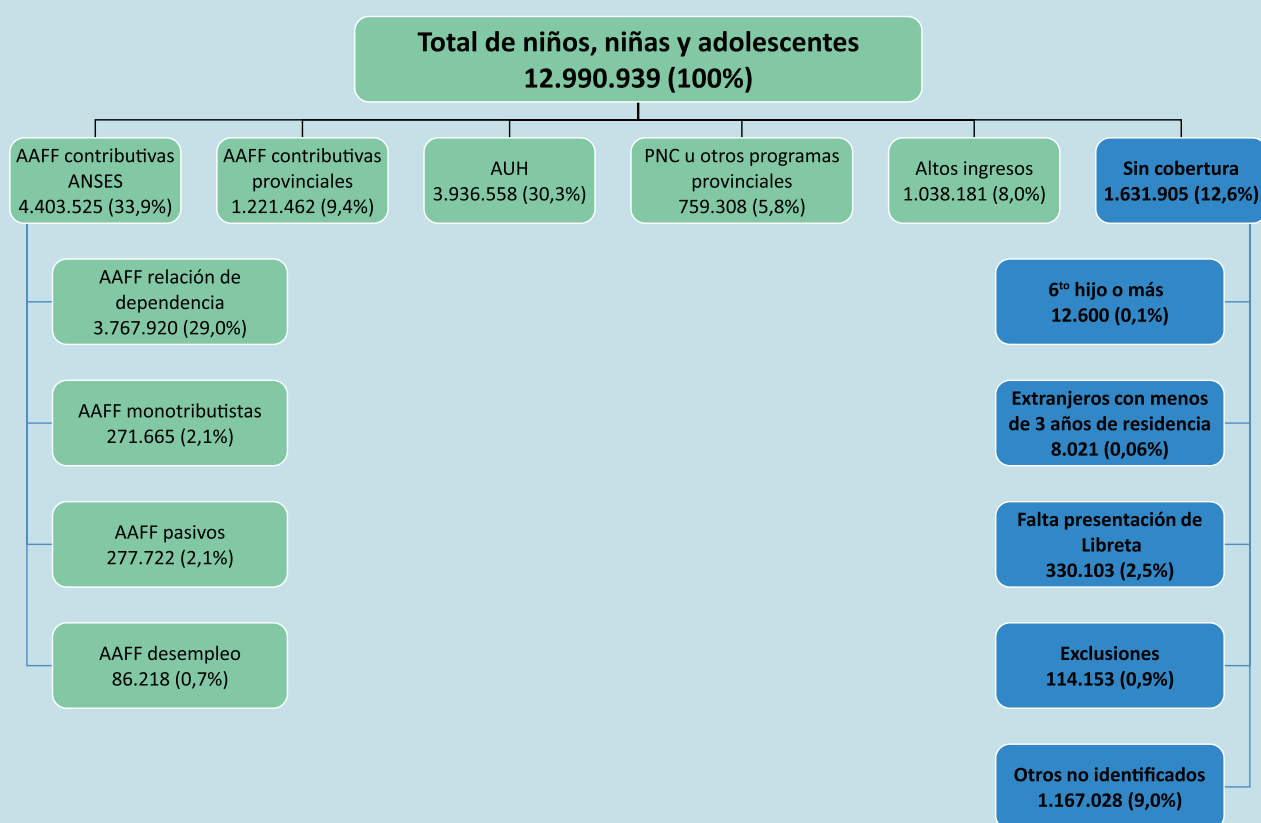 Total de niños, niñas y adolescentes
12.990.939 (100%)
AAFF contributivas
ANSES
4.403.525 (33,9%)
AAFF contributivas
provinciales
1.221.462 (9,4%)
AUH
3.936.558 (30,3%)
PNC u otros programas
provinciales
759.308 (5,8%)
Altos ingresos
1.038.181 (8,0%)
Sin cobertura
1.631.905 (12,6%)
AAFF relación de
dependencia
3.767.920 (29,0%)
AAFF monotributistas
271.665 (2,1%)
AAFF pasivos
277.722 (2,1%)
AAFF desempleo
86.218 (0,7%)
6to hijo o más
12.600 (0,1%)
Extranjeros con menos
de 3 años de residencia
8.021 (0,06%)
Falta presentación de
Libreta
330.103 (2,5%)
Exclusiones
114.153 (0,9%)
Otros no identificados
1.167.028 (9,0%)